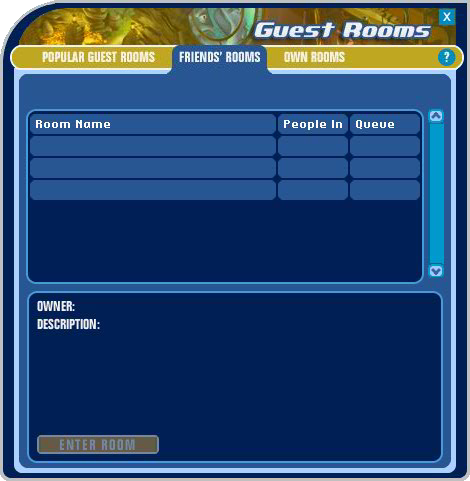 Guest Rooms X
POPULAR GUEST ROOMS FRIENDS' ROOMS OWN ROOMS ?
Room Name People In Queue
OWNER:
DESCRIPTION:
ENTER ROOM